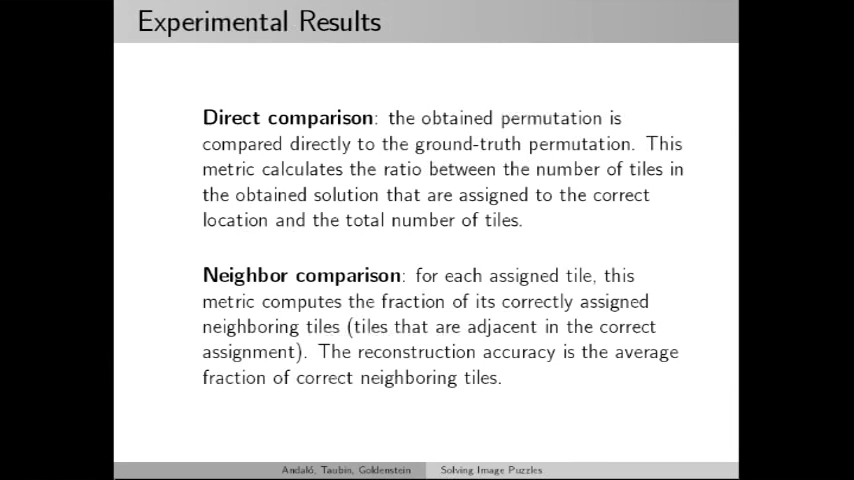 Experimental Results
Direct comparison: the obtained permutation is
compared directly to the ground-truth permutation. This
metric calculates the ratio between the number of tiles in
the obtained solution that are assigned to the correct
location and the total number of tiles.
Neighbor comparison: for each assigned tile, this
metric computes the fraction of its correctly assigned
neighboring tiles (tiles that are adjacent in the correct
assignment). The reconstruction accuracy is the average
fraction of correct neighboring tiles.
Andaló, Taubin, Goldenstein Solving Image Puzzles